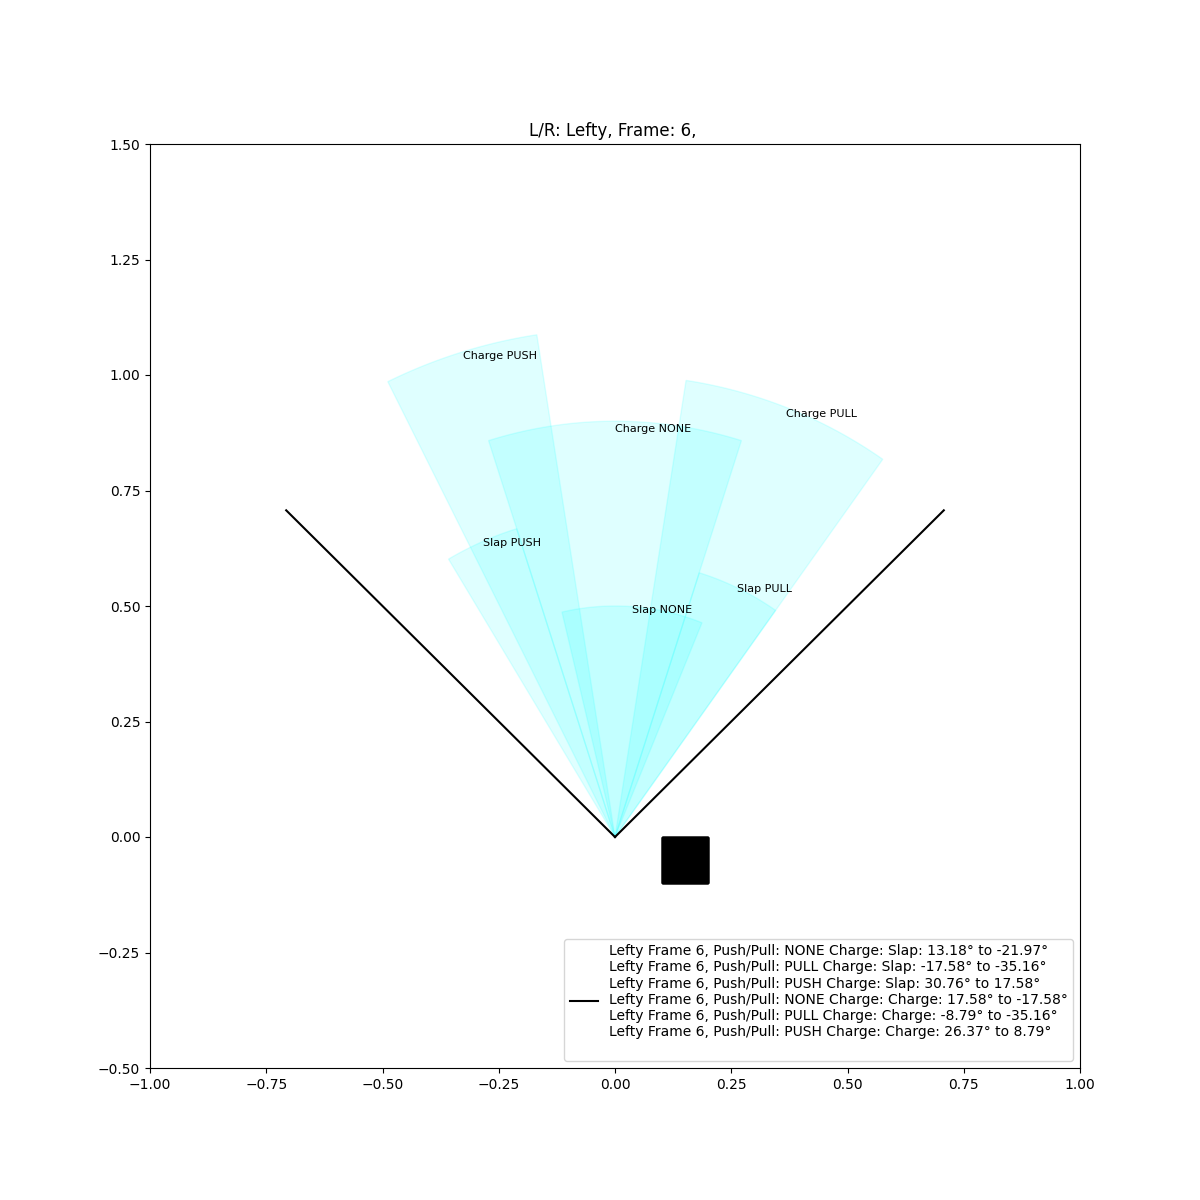 L/R: Lefty, Frame: 6,
1.50
1.25
1.00
0.75
0.50
0.25
0.00
−0.25
−0.50
Charge PUSH
Charge PULL
Charge NONE
Slap PUSH
Slap PULL
Slap NONE
Lefty Frame 6, Push/Pull: NONE Charge: Slap: 13.18° to -21.97°
Lefty Frame 6, Push/Pull: PULL Charge: Slap: -17.58° to -35.16°
Lefty Frame 6, Push/Pull: PUSH Charge: Slap: 30.76° to 17.58°
Lefty Frame 6, Push/Pull: NONE Charge: Charge: 17.58° to -17.58°
Lefty Frame 6, Push/Pull: PULL Charge: Charge: -8.79° to -35.16°
Lefty Frame 6, Push/Pull: PUSH Charge: Charge: 26.37° to 8.79°
−1.00 −0.75 −0.50 −0.25 0.00 0.25 0.50 0.75 1.00